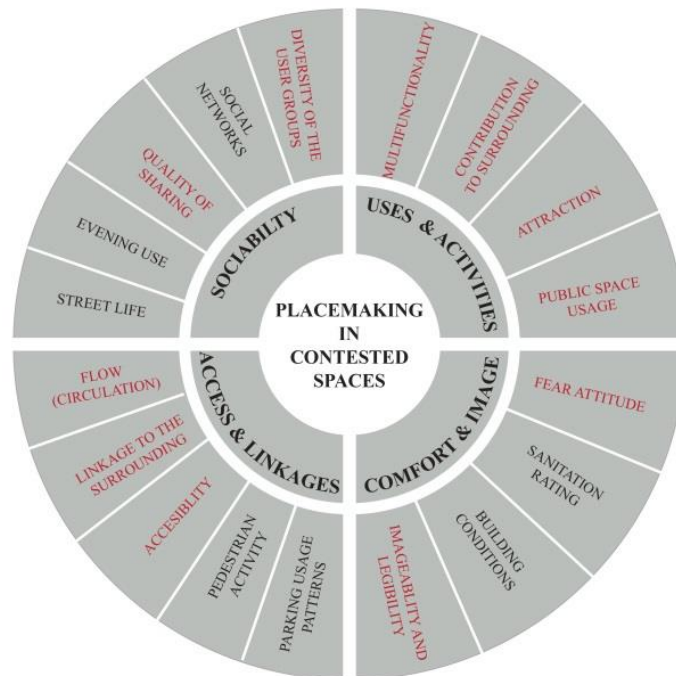 PLACEMAKING
IN
CONTESTED
SPACES
SOCIABILTY
STREET LIFE
EVENING USE
QUALITY OF
SHARING
SOCIAL
NETWORKS
DIVERSITY OF THE
USER GROUPS
USES & ACTIVITIES
MULTIFUNCTIONALITY
CONTRIBUTION
TO SURROUNDING
ATTRACTION
PUBLIC SPACE
USAGE
COMFORT & IMAGE
FEAR ATTITUDE
SANITATION
RATING
BUILDING
CONDITIONS
IMAGEABLITY AND
LEGIBILITY
ACCESS & LINKAGES
FLOW
(CIRCULATION)
LINKAGE TO THE
SURROUNDING
ACCESIBLITY
PEDESTRIAN
ACTIVITY
PARKING USAGE
PATTERNS